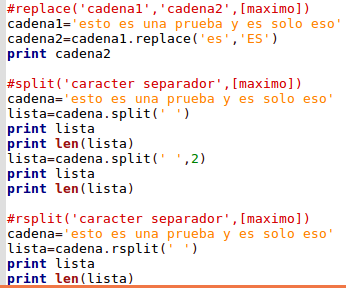 #replace('cadena1','cadena2',[maximo])
cadena1='esto es una prueba y es solo eso'
cadena2=cadena1.replace('es','ES')
print cadena2
#split('caracter separador',[maximo])
cadena='esto es una prueba y es solo eso'
lista=cadena.split(' ')
print lista
print len(lista)
lista=cadena.split(' ',2)
print lista
print len(lista)
#rsplit('caracter separador',[maximo])
cadena='esto es una prueba y es solo eso'
lista=cadena.rsplit(' ')
print lista
print len(lista)